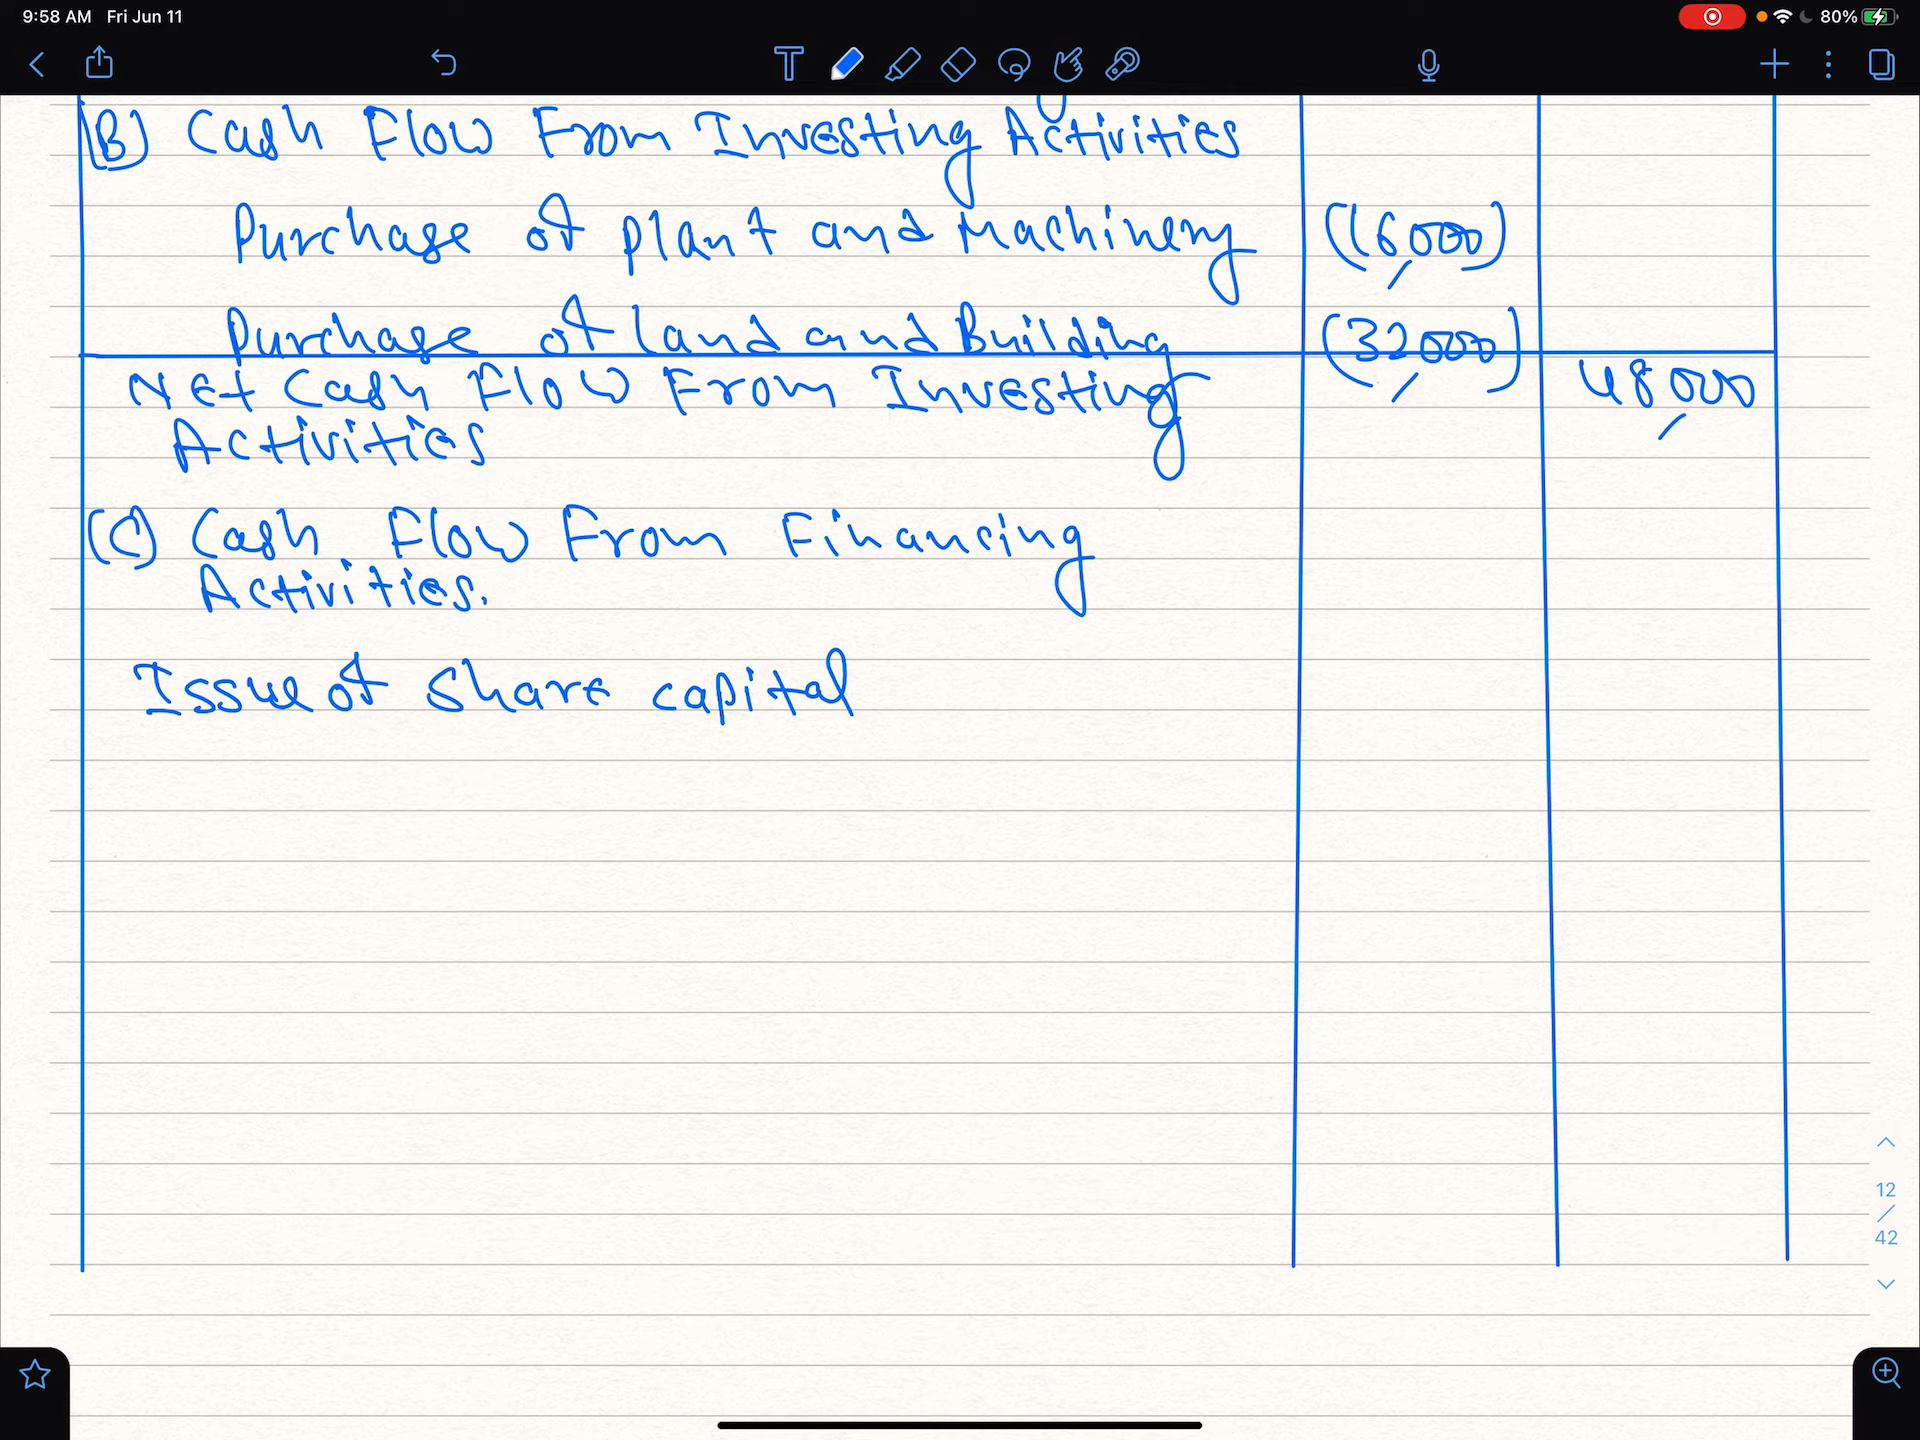 9:58 AM Fri Jun 11
80%
(B) Cash Flow From Investing Activities
Purchase of plant and Machinery (16,000)
Purchase of land and Building (32,000)
Net Cash Flow From Investing 48,000
Activities
(C) Cash Flow From Financing
Activities.
Issue of share capital
12
/
42